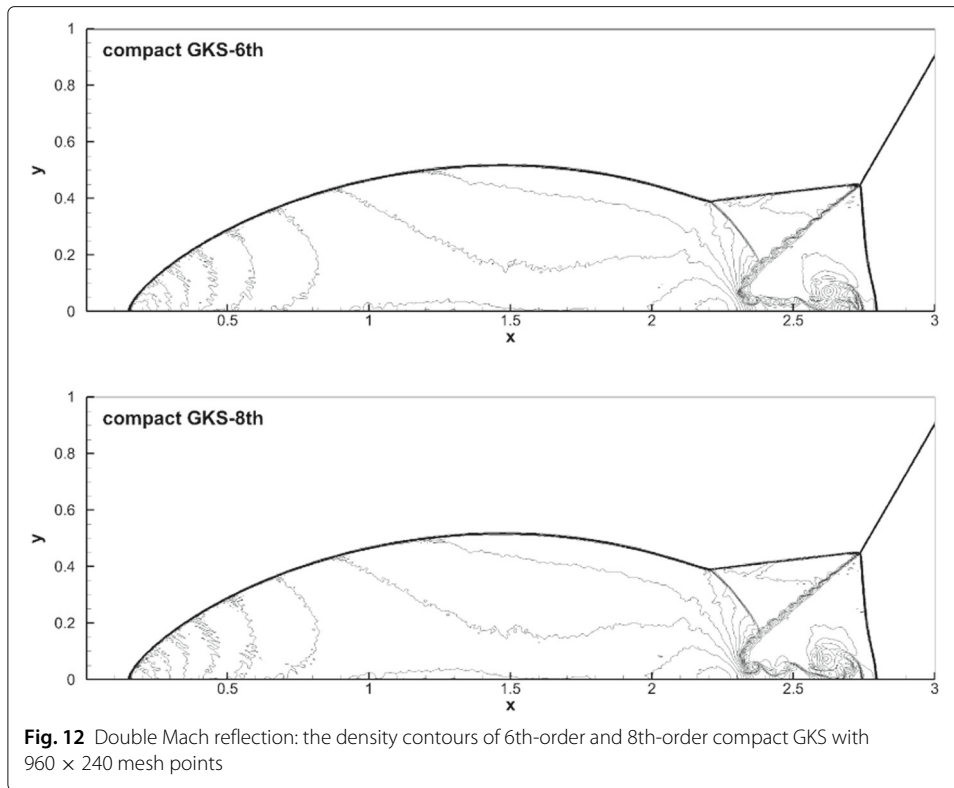 1
compact GKS-6th
0.8
0.6
y
0.4
0.2
0
0.5 1 1.5 2 2.5 3
x
1
compact GKS-8th
0.8
0.6
y
0.4
0.2
0
0.5 1 1.5 2 2.5 3
x
Fig. 12 Double Mach reflection: the density contours of 6th-order and 8th-order compact GKS with
960 × 240 mesh points